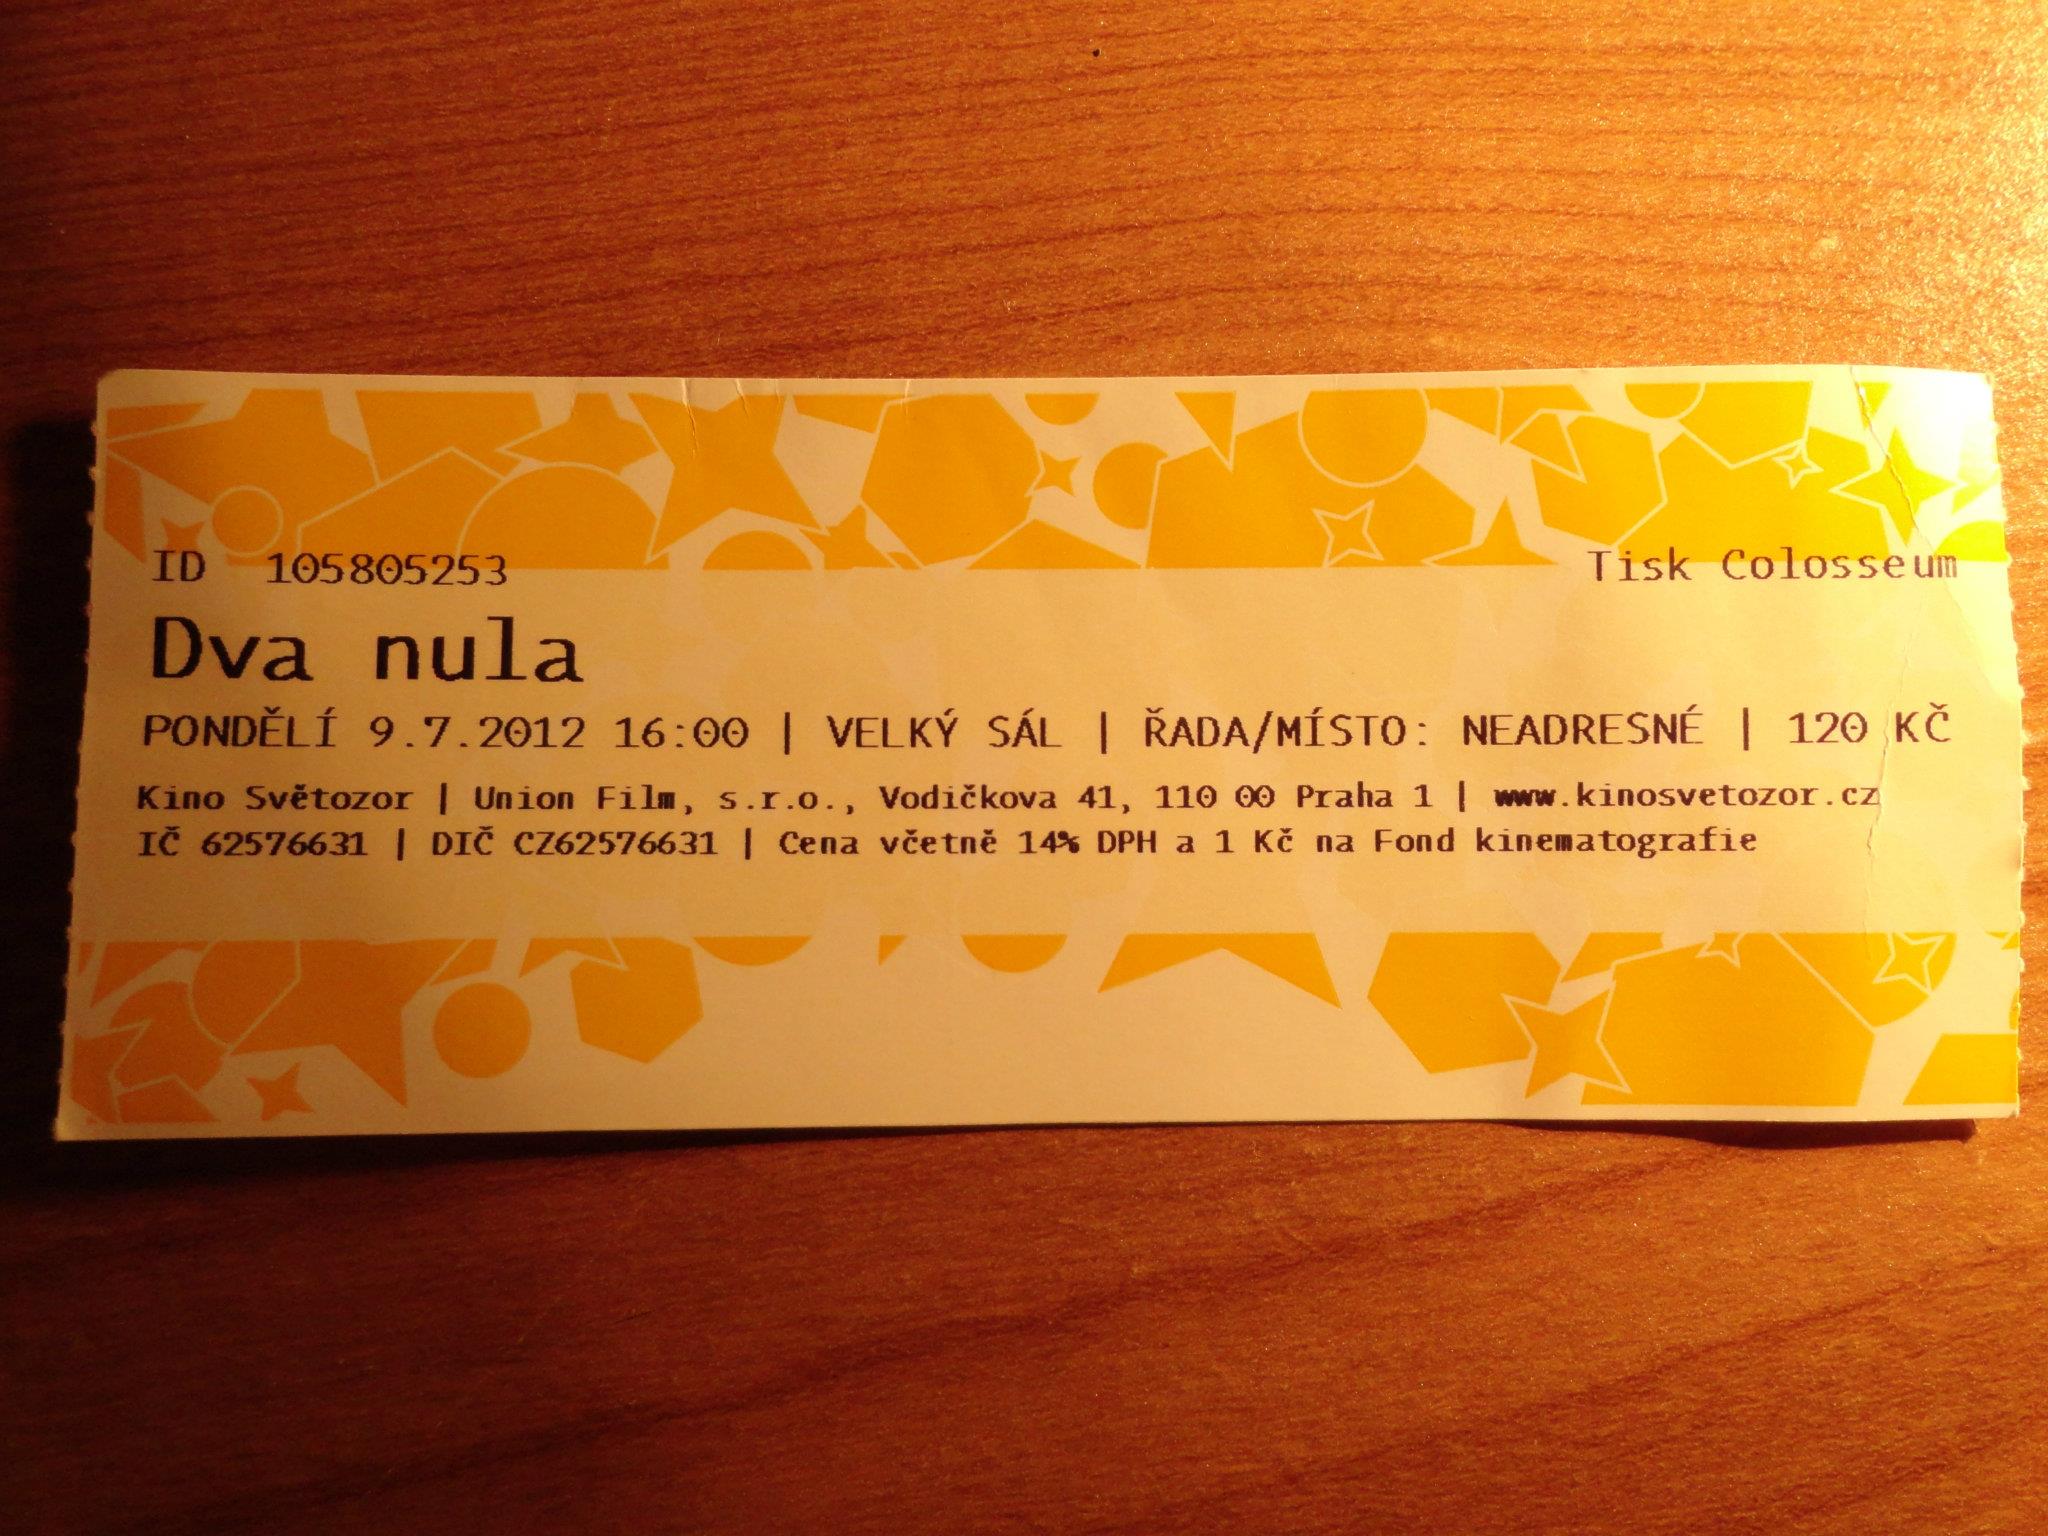 ID 105805253
Tisk Colosseum
Dva nula
PONDĚLÍ 9.7.2012 16:00 | VELKÝ SÁL | ŘADA/MÍSTO: NEADRESNÉ | 120 KČ
Kino Světozor | Union Film, s.r.o., Vodičkova 41, 110 00 Praha 1 | www.kinosvetozor.cz
IČ 62576631 | DIČ CZ62576631 | Cena včetně 14% DPH a 1 Kč na Fond kinematografie